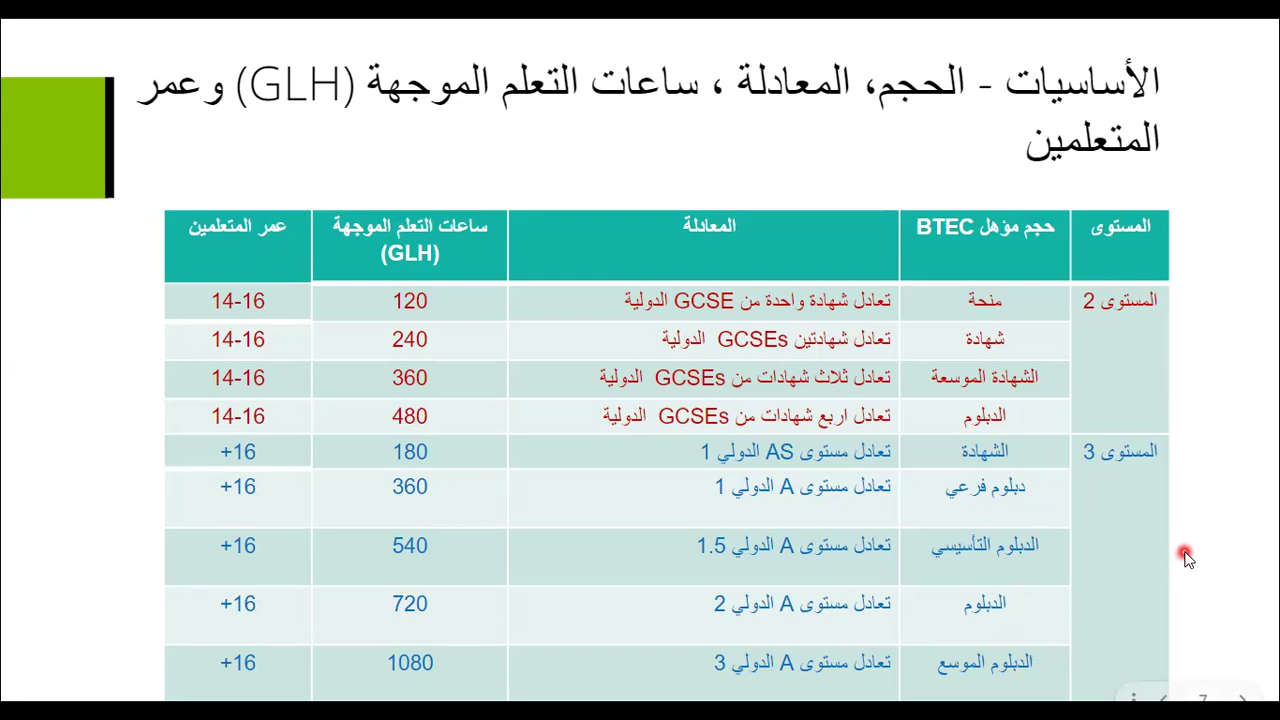 الأساسيات - الحجم، المعادلة ، ساعات التعلم الموجهة (GLH) وعمر
المتعلمين
المستوى حجم مؤهل BTEC المعادلة ساعات التعلم الموجهة (GLH) عمر المتعلمين
المستوى 2 منحة تعادل شهادة واحدة من GCSE الدولية 120 14-16
شهادة تعادل شهادتين GCSEs الدولية 240 14-16
الشهادة الموسعة تعادل ثلاث شهادات من GCSEs الدولية 360 14-16
الدبلوم تعادل اربع شهادات من GCSEs الدولية 480 14-16
المستوى 3 الشهادة تعادل مستوى AS الدولي 1 180 +16
دبلوم فرعي تعادل مستوى A الدولي 1 360 +16
الدبلوم التأسيسي تعادل مستوى A الدولي 1.5 540 +16
الدبلوم تعادل مستوى A الدولي 2 720 +16
الدبلوم الموسع تعادل مستوى A الدولي 3 1080 +16
7